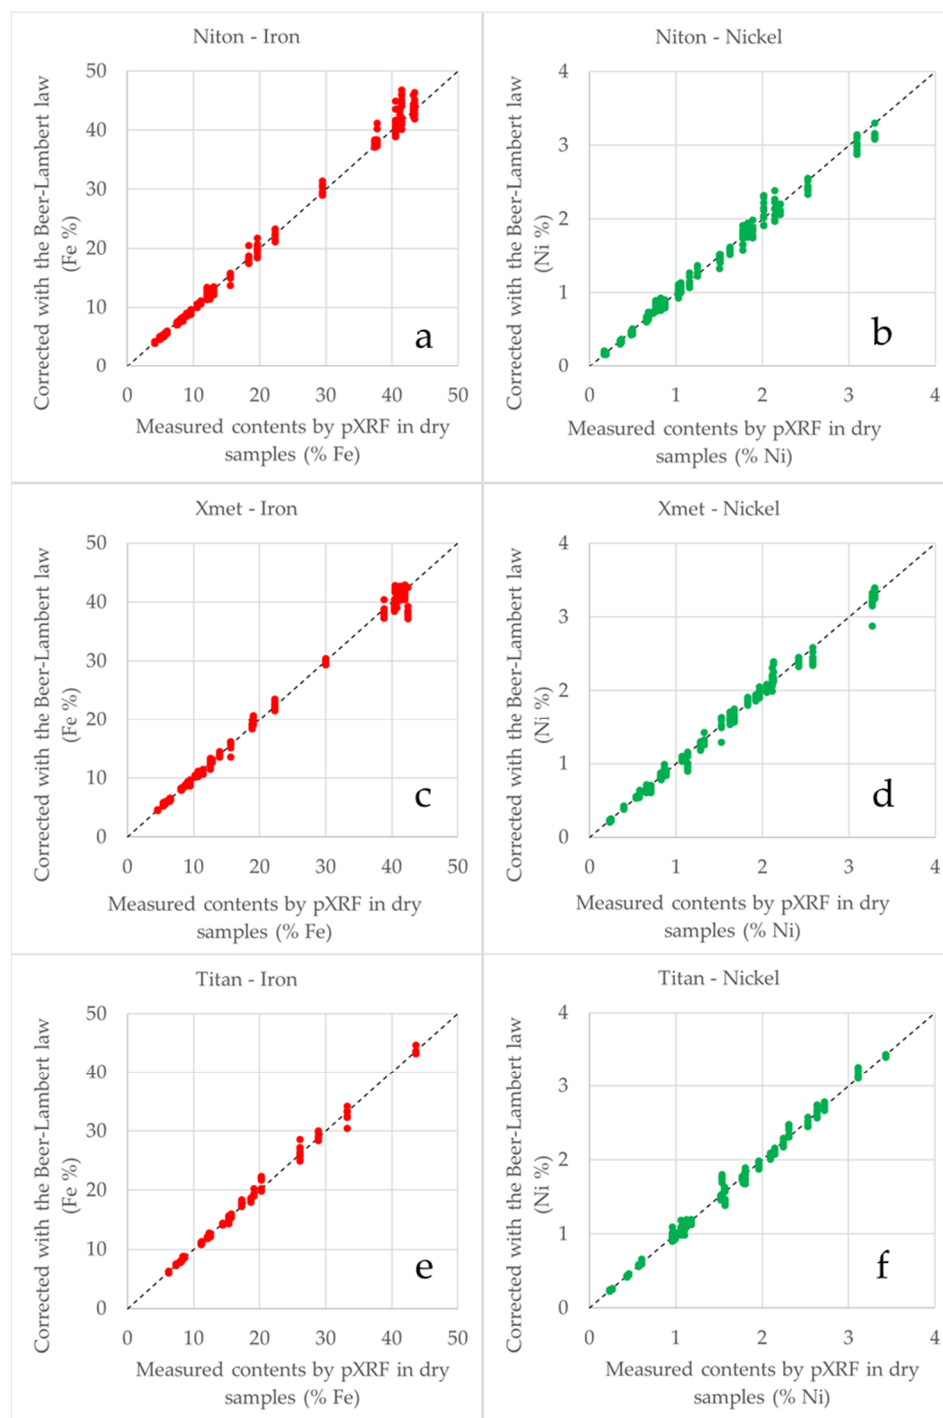 Niton - Iron
Corrected with the Beer-Lambert law
(Fe %)
50
40
30
20
10
0
a
0 10 20 30 40 50
Measured contents by pXRF in dry
samples (% Fe)
Niton - Nickel
Corrected with the Beer-Lambert law
(Ni %)
4
3
2
1
0
b
0 1 2 3 4
Measured contents by pXRF in dry
samples (% Ni)
Xmet - Iron
Corrected with the Beer-Lambert law
(Fe %)
50
40
30
20
10
0
c
0 10 20 30 40 50
Measured contents by pXRF in dry
samples (% Fe)
Xmet - Nickel
Corrected with the Beer-Lambert law
(Ni %)
4
3
2
1
0
d
0 1 2 3 4
Measured contents by pXRF in dry
samples (% Ni)
Titan - Iron
Corrected with the Beer-Lambert law
(Fe %)
50
40
30
20
10
0
e
0 10 20 30 40 50
Measured contents by pXRF in dry
samples (% Fe)
Titan - Nickel
Corrected with the Beer-Lambert law
(Ni %)
4
3
2
1
0
f
0 1 2 3 4
Measured contents by pXRF in dry
samples (% Ni)